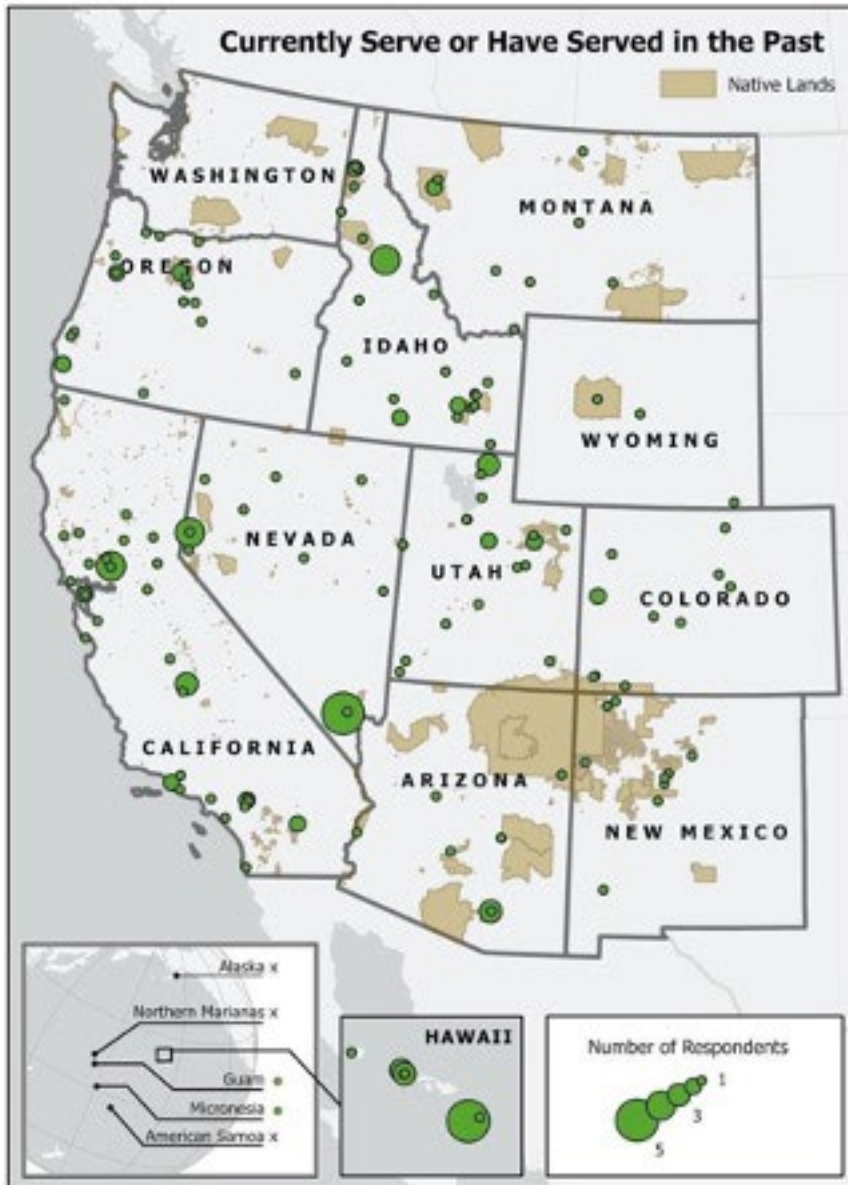 Currently Serve or Have Served in the Past
Native Lands
WASHINGTON
MONTANA
OREGON
IDAHO
WYOMING
NEVADA
UTAH
COLORADO
CALIFORNIA
ARIZONA
NEW MEXICO
Alaska x
Northern Marianas x
Guam
Micronesia
American Samoa x
HAWAII
Number of Respondents
1
3
5